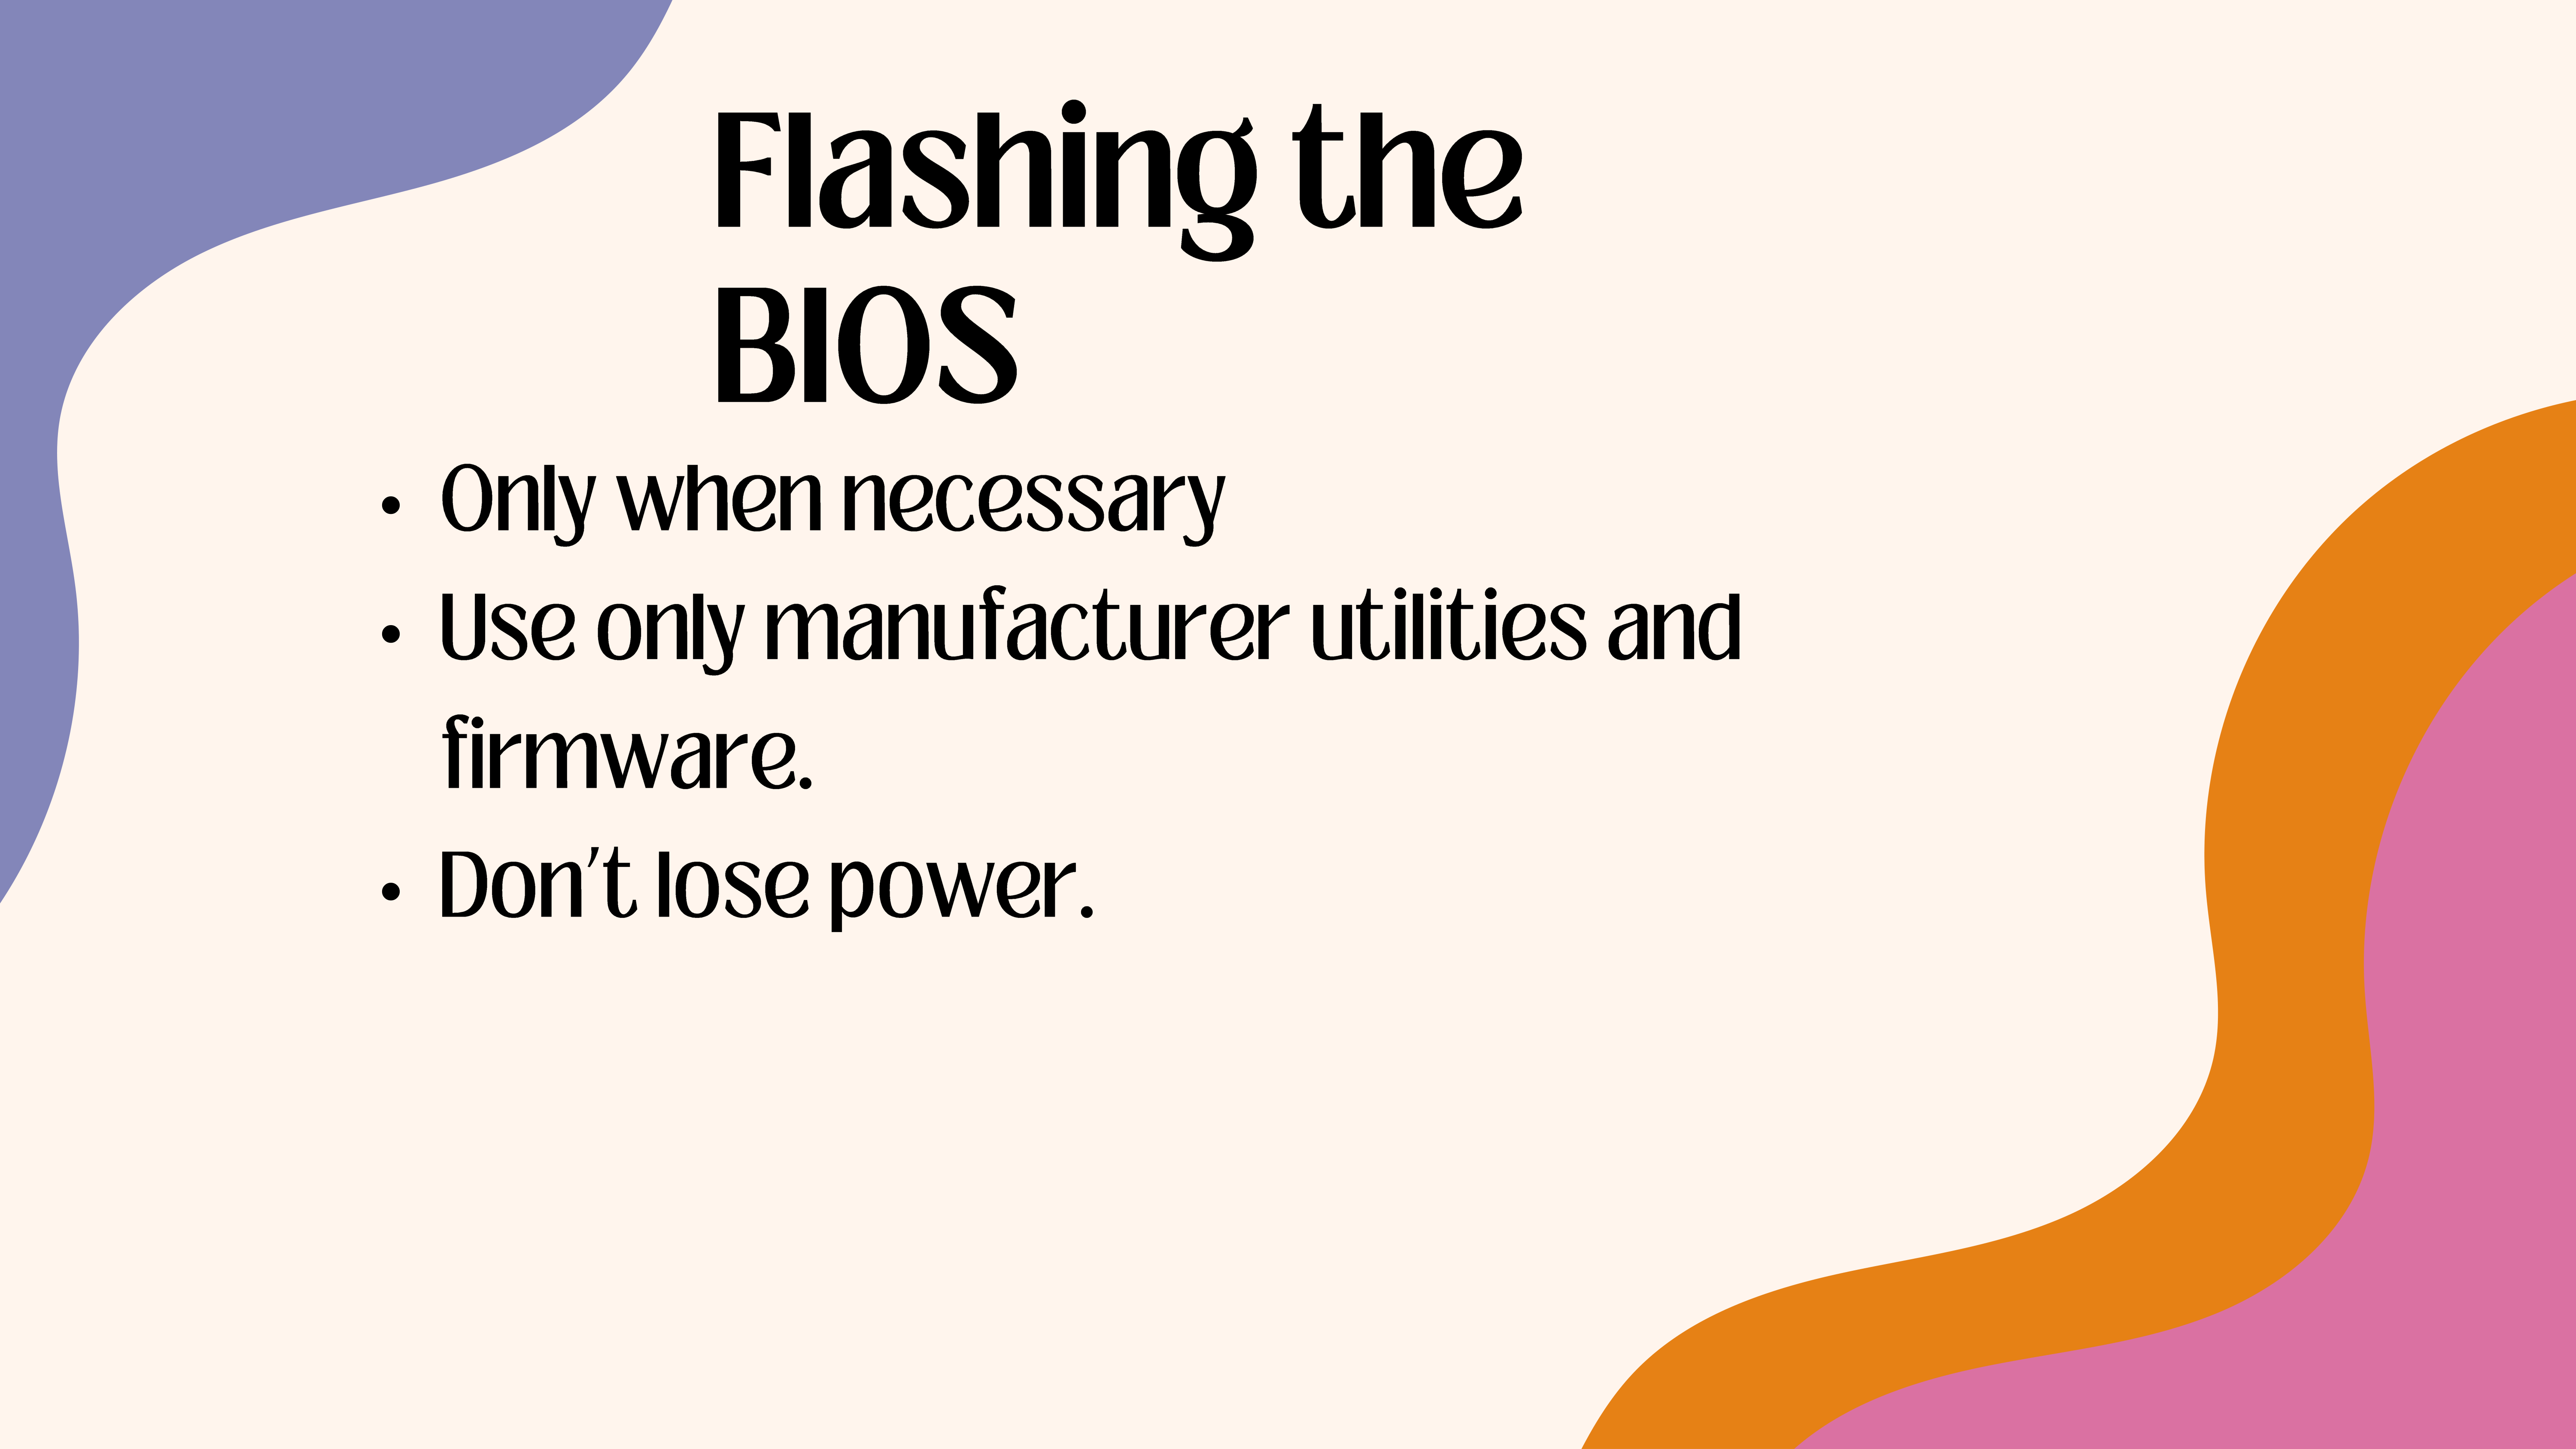 Flashing the
BIOS
• Only when necessary
• Use only manufacturer utilities and
firmware.
• Don't lose power.